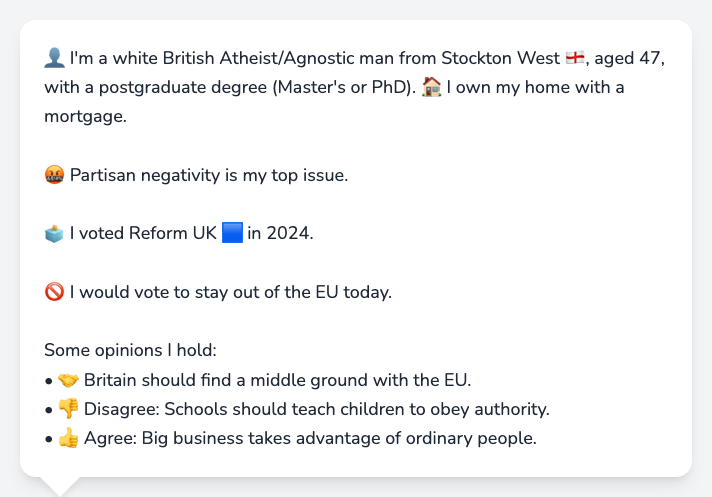 👤 I'm a white British Atheist/Agnostic man from Stockton West 🏴󠁧󠁢󠁥󠁮󠁧󠁿, aged 47,
with a postgraduate degree (Master's or PhD). 🏠 I own my home with a
mortgage.
🤬 Partisan negativity is my top issue.
🗳️ I voted Reform UK 🟦 in 2024.
🚫 I would vote to stay out of the EU today.
Some opinions I hold:
• 🤝 Britain should find a middle ground with the EU.
• 👎 Disagree: Schools should teach children to obey authority.
• 👍 Agree: Big business takes advantage of ordinary people.